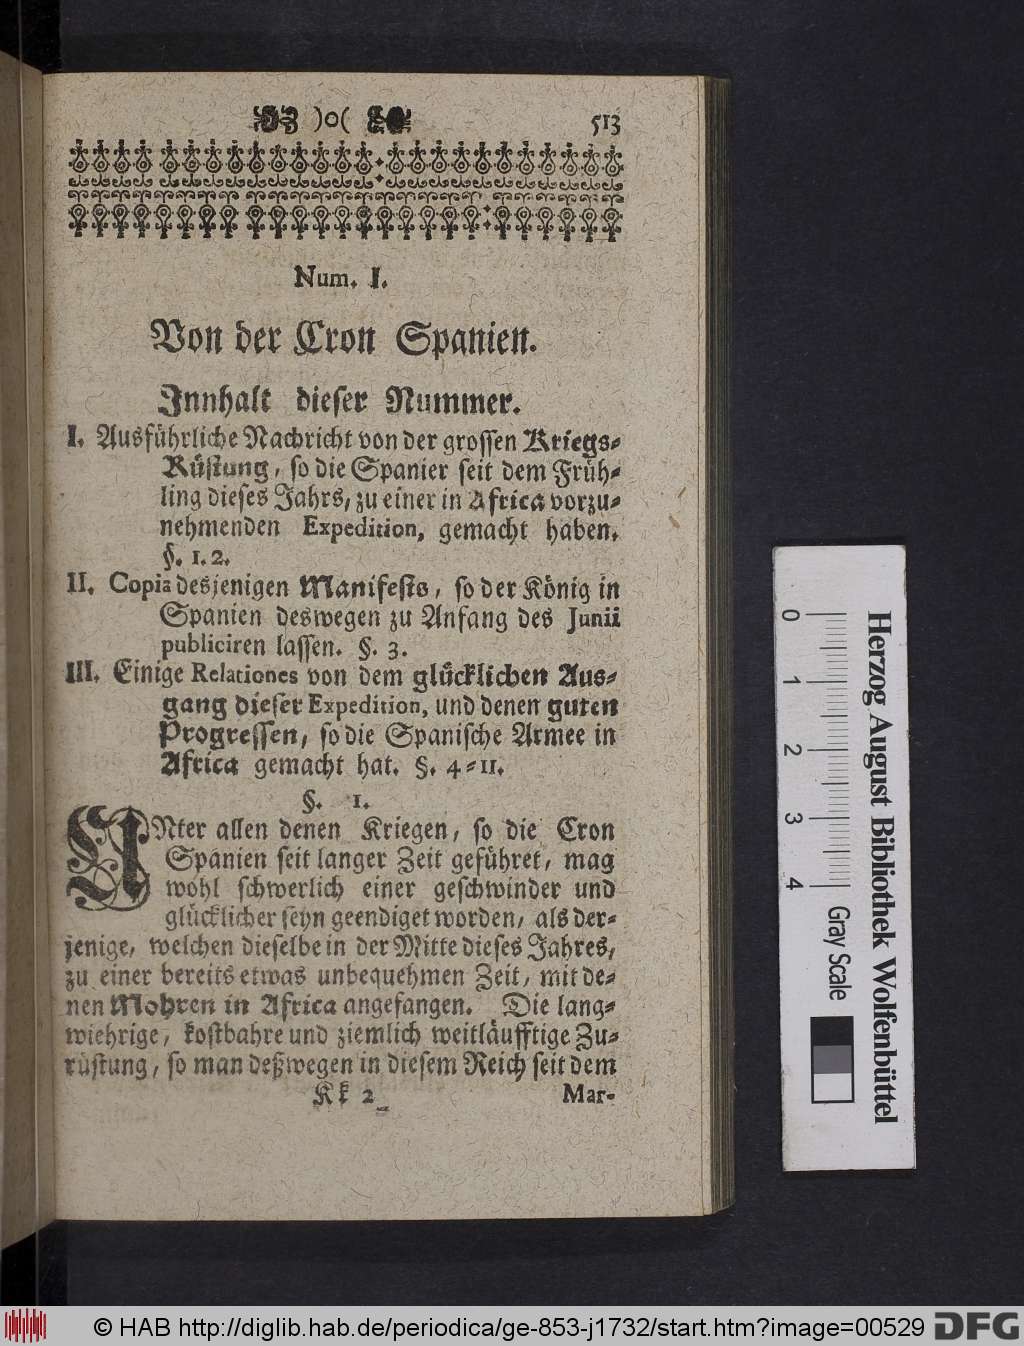 )o( 513
Num. I.
Von der Cron Spanien.
Innhalt dieser Nummer.
I. Ausführliche Nachricht von der grossen Kriegs-
Rüstung, so die Spanier seit dem Früh-
ling dieses Jahrs, zu einer in Africa vorzu-
nehmenden Expedition, gemacht haben.
§. 1. 2.
II. Copia desjenigen Manifests, so der König in
Spanien deswegen zu Anfang des Junii
publiciren lassen. §. 3.
III. Einige Relationes von dem glücklichen Aus-
gang dieser Expedition, und denen guten
Progressen, so die Spanische Armee in
Africa gemacht hat. §. 4-11.
§. 1.
UNter allen denen Kriegen, so die Cron
Spanien seit langer Zeit geführet, mag
wohl schwerlich einer geschwinder und
glücklicher seyn geendiget worden, als der-
jenige, welchen dieselbe in der Mitte dieses Jahres,
zu einer bereits etwas unbequehmen Zeit, mit de-
nen Mohren in Africa angefangen. Die lang-
wiehrige, kostbahre und ziemlich weitläufftige Zu-
rüstung, so man deßwegen in diesem Reich seit dem
Kk 2 Mar-
0 1 2 3 4
Gray Scale
Herzog August Bibliothek Wolfenbüttel
© HAB http://diglib.hab.de/periodica/ge-853-j1732/start.htm?image=00529
DFG